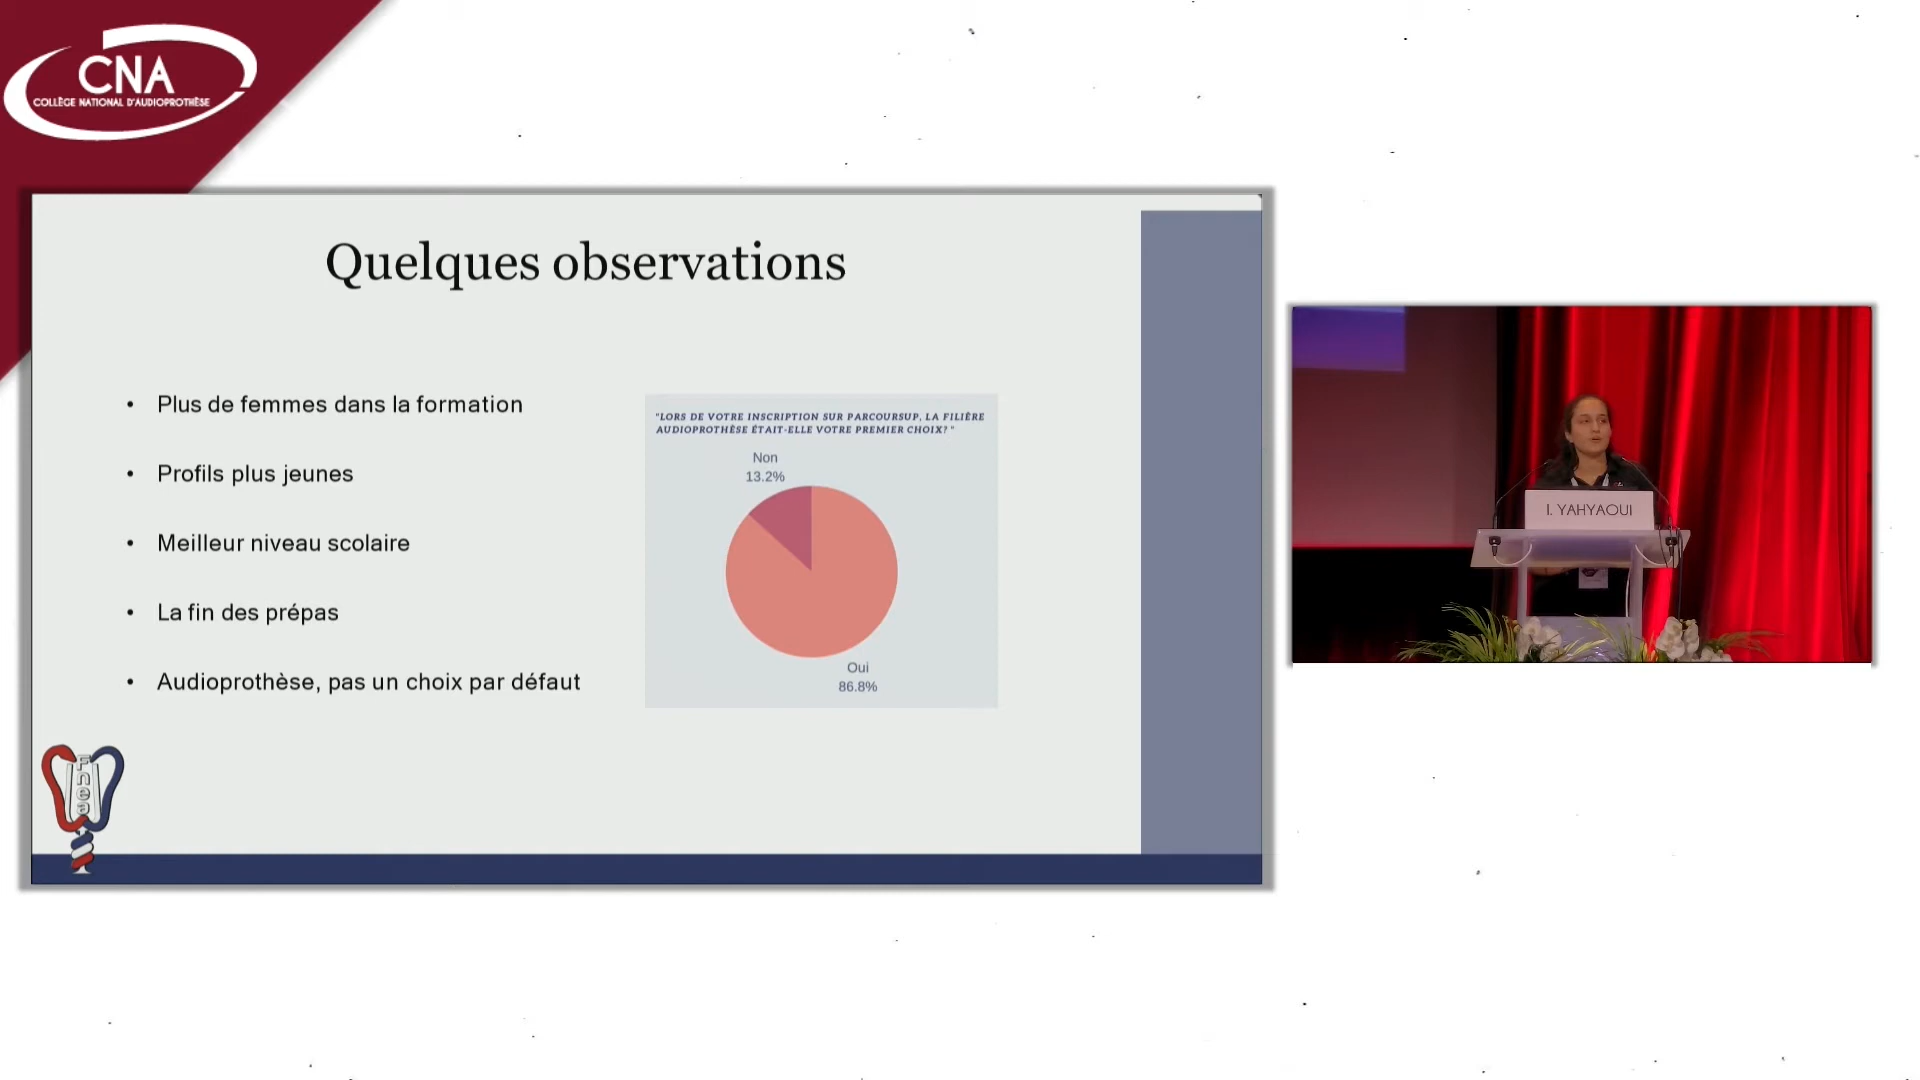 CNA
COLLÈGE NATIONAL D'AUDIOPROTHÈSE
Quelques observations
• Plus de femmes dans la formation
• Profils plus jeunes
• Meilleur niveau scolaire
• La fin des prépas
• Audioprothèse, pas un choix par défaut
"LORS DE VOTRE INSCRIPTION SUR PARCOURSUP, LA FILIÈRE
AUDIOPROTHÈSE ÉTAIT-ELLE VOTRE PREMIER CHOIX? "
Non
13.2%
Oui
86.8%
Fnea
I. YAHYAOUI